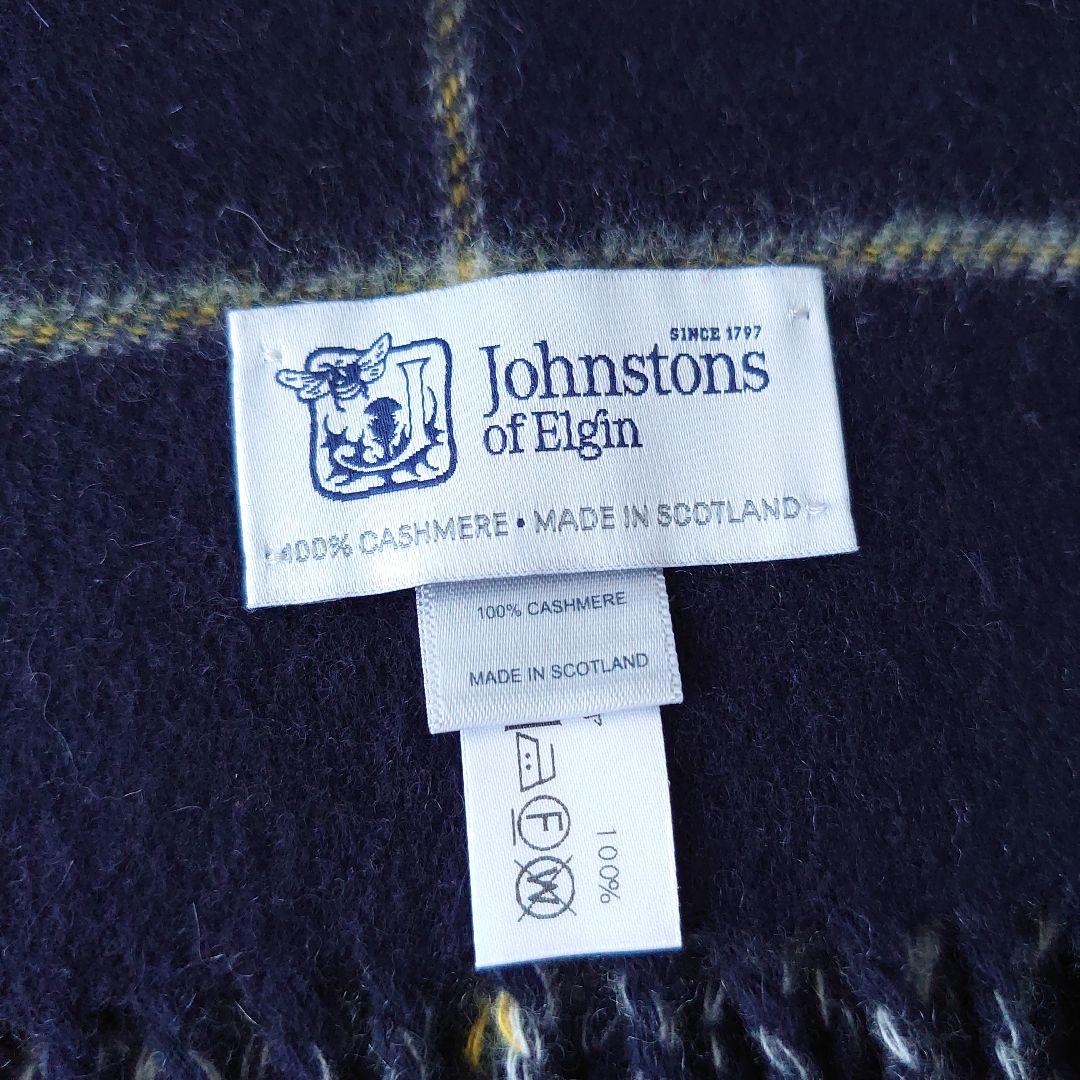 SINCE 1797
Johnstons
of Elgin
100% CASHMERE • MADE IN SCOTLAND
100% CASHMERE
MADE IN SCOTLAND
F
W
100%